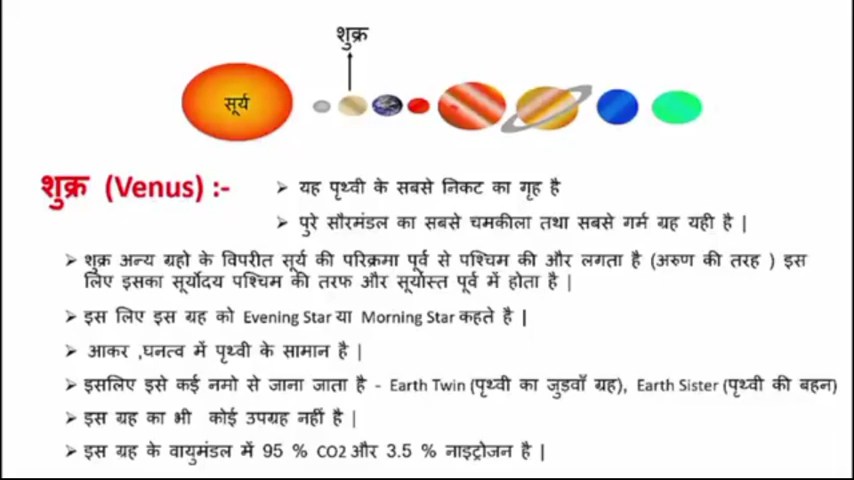 शुक्र
सूर्य
शुक्र (Venus) :-
➢ यह पृथ्वी के सबसे निकट का गृह है
➢ पुरे सौरमंडल का सबसे चमकीला तथा सबसे गर्म ग्रह यही है |
➢ शुक्र अन्य ग्रहो के विपरीत सूर्य की परिक्रमा पूर्व से पश्चिम की और लगता है (अरुण की तरह ) इस
लिए इसका सूर्योदय पश्चिम की तरफ और सूर्योस्त पूर्व में होता है |
➢ इस लिए इस ग्रह को Evening Star या Morning Star कहते है |
➢ आकर ,घनत्व में पृथ्वी के सामान है |
➢ इसलिए इसे कई नमो से जाना जाता है - Earth Twin (पृथ्वी का जुडवाँ ग्रह), Earth Sister (पृथ्वी की बहन)
➢ इस ग्रह का भी कोई उपग्रह नहीं है |
➢ इस ग्रह के वायुमंडल में 95 % CO2 और 3.5 % नाइट्रोजन है |